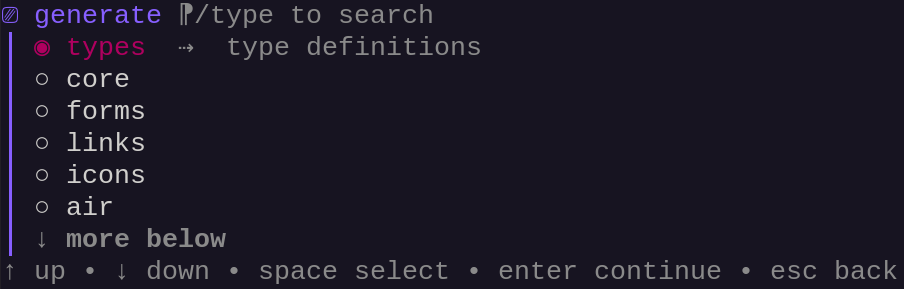 generate ⁋/type to search
◉ types ⇢ type definitions
○ core
○ forms
○ links
○ icons
○ air
↓ more below
↑ up • ↓ down • space select • enter continue • esc back